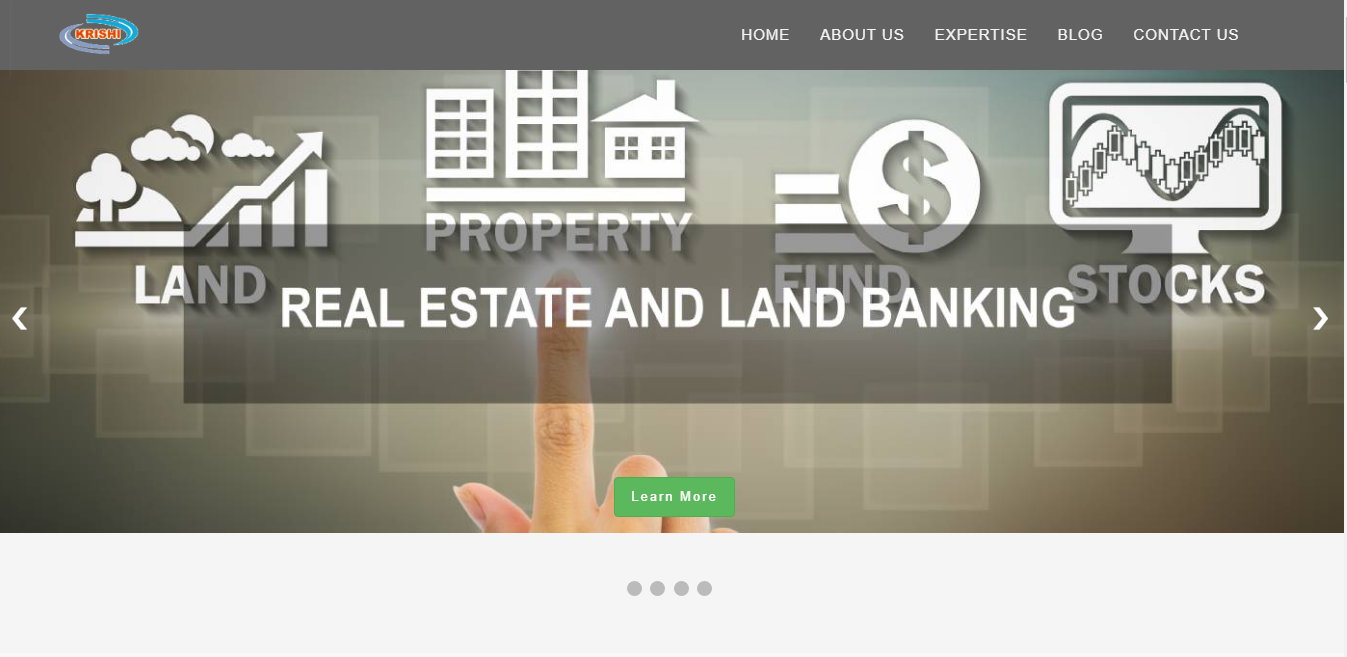 KRISHI
HOME ABOUT US EXPERTISE BLOG CONTACT US
PROPERTY
LAND
FUND
STOCKS
REAL ESTATE AND LAND BANKING
Learn More